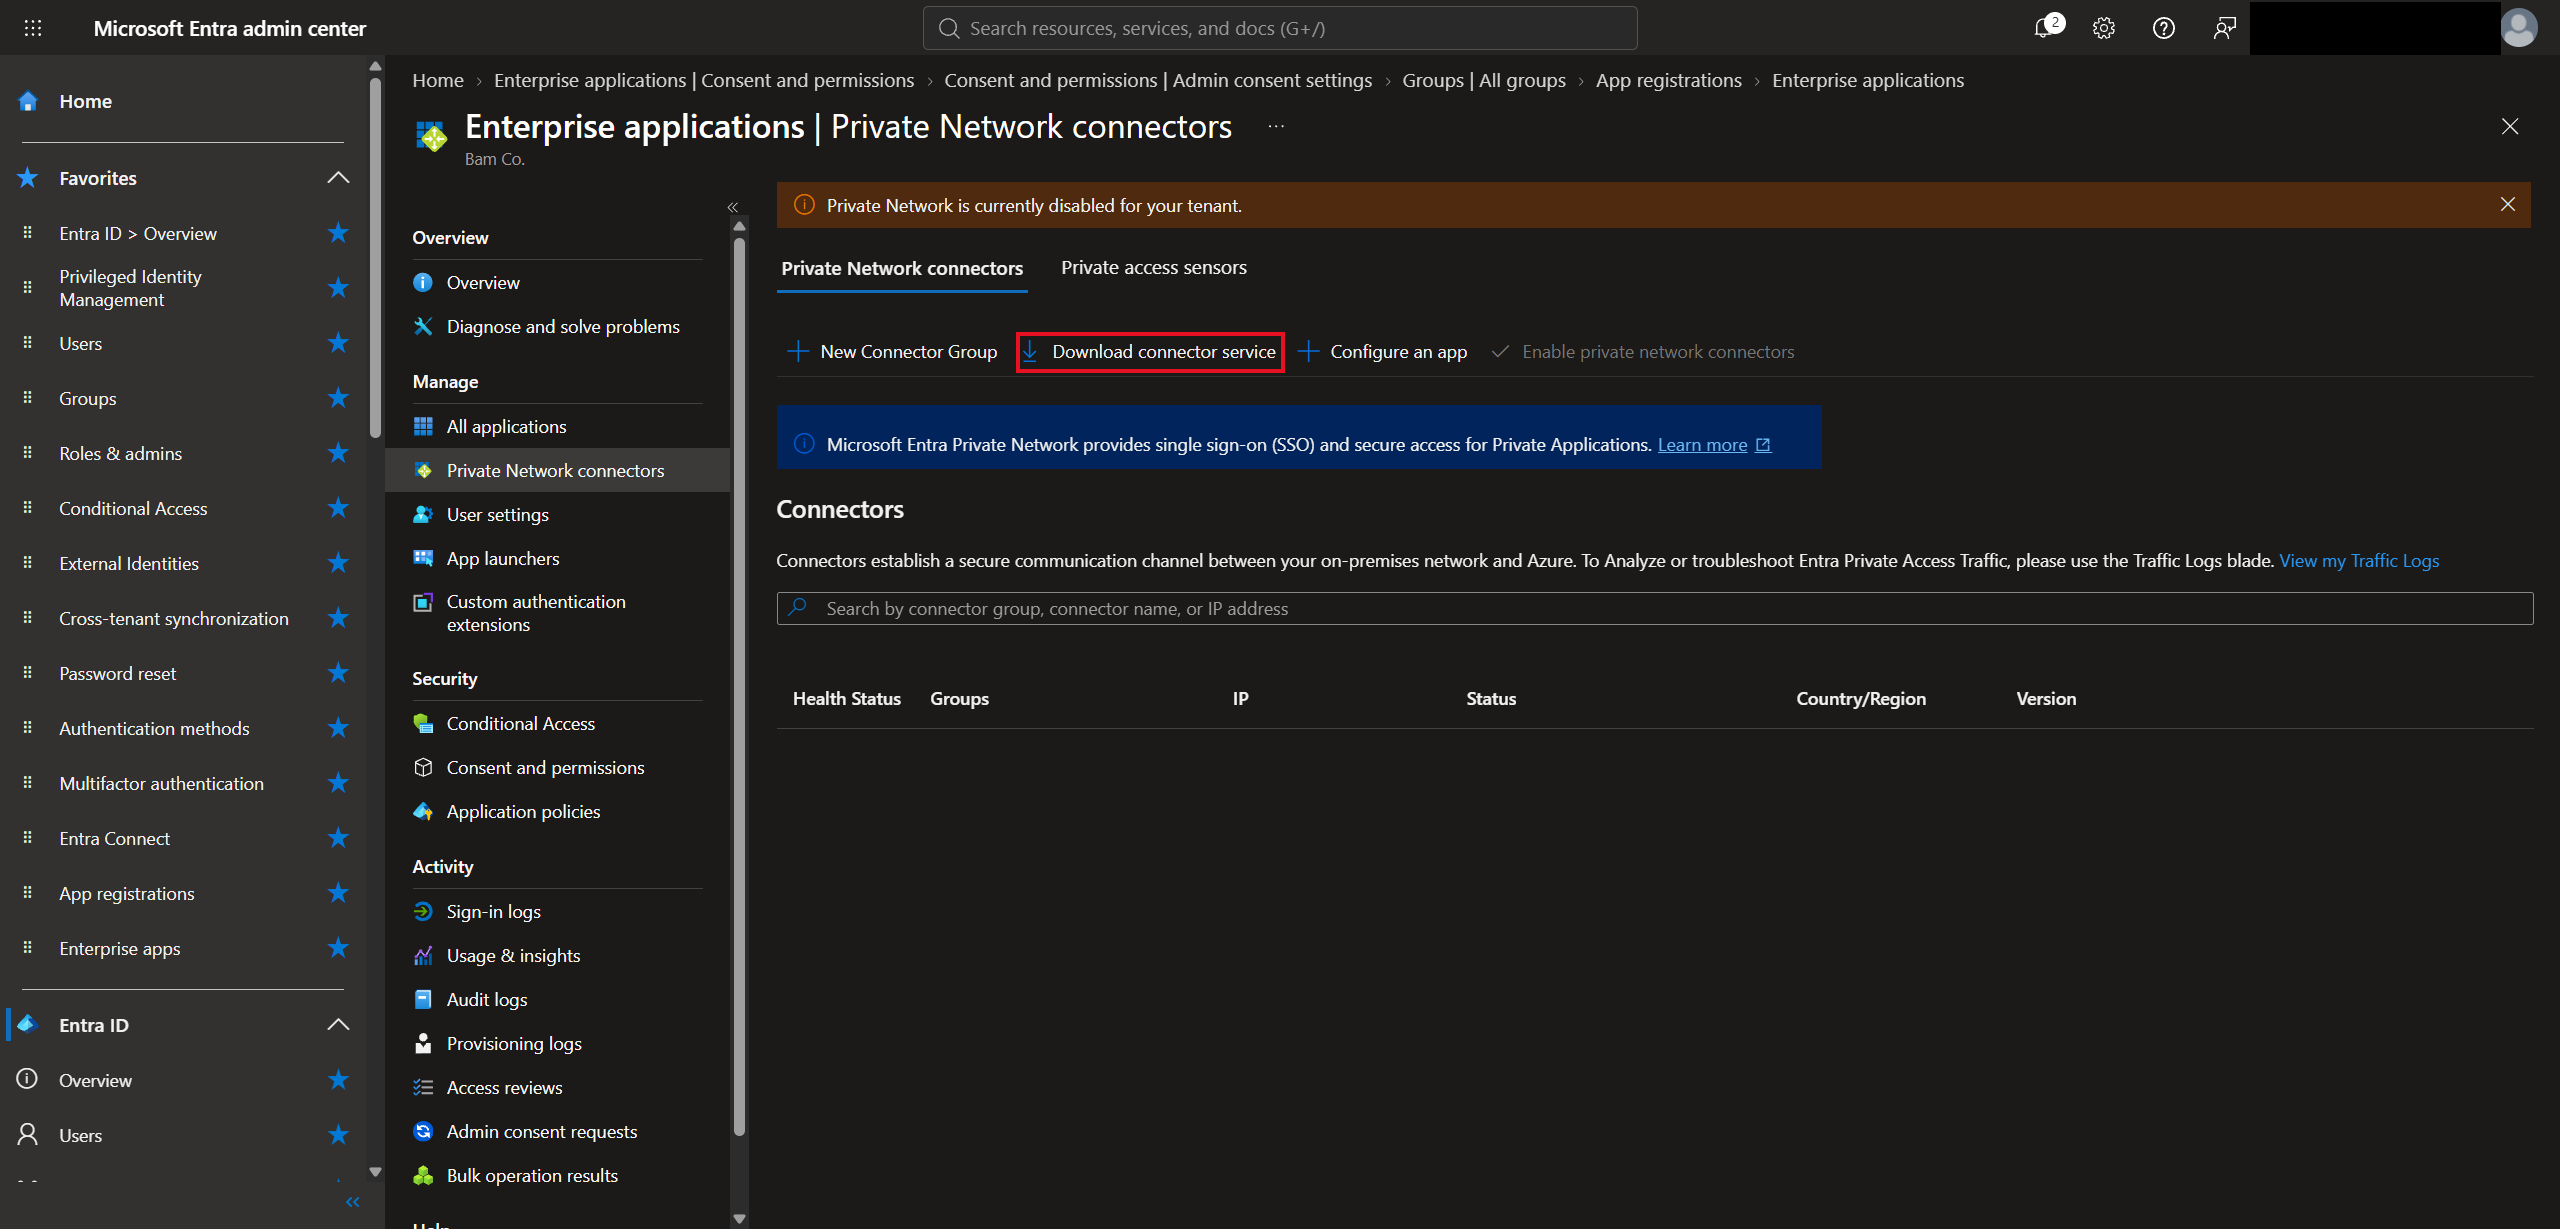 Microsoft Entra admin center
Search resources, services, and docs (G+/)
2
Home
Favorites
Entra ID > Overview
Privileged Identity
Management
Users
Groups
Roles & admins
Conditional Access
External Identities
Cross-tenant synchronization
Password reset
Authentication methods
Multifactor authentication
Entra Connect
App registrations
Enterprise apps
Entra ID
Overview
Users
Home > Enterprise applications | Consent and permissions > Consent and permissions | Admin consent settings > Groups | All groups > App registrations > Enterprise applications
Enterprise applications | Private Network connectors ...
Bam Co.
Overview
Overview
Diagnose and solve problems
Manage
All applications
Private Network connectors
User settings
App launchers
Custom authentication
extensions
Security
Conditional Access
Consent and permissions
Application policies
Activity
Sign-in logs
Usage & insights
Audit logs
Provisioning logs
Access reviews
Admin consent requests
Bulk operation results
Private Network is currently disabled for your tenant.
Private Network connectors Private access sensors
New Connector Group Download connector service Configure an app Enable private network connectors
Microsoft Entra Private Network provides single sign-on (SSO) and secure access for Private Applications. Learn more
Connectors
Connectors establish a secure communication channel between your on-premises network and Azure. To Analyze or troubleshoot Entra Private Access Traffic, please use the Traffic Logs blade. View my Traffic Logs
Search by connector group, connector name, or IP address
Health Status Groups IP Status Country/Region Version